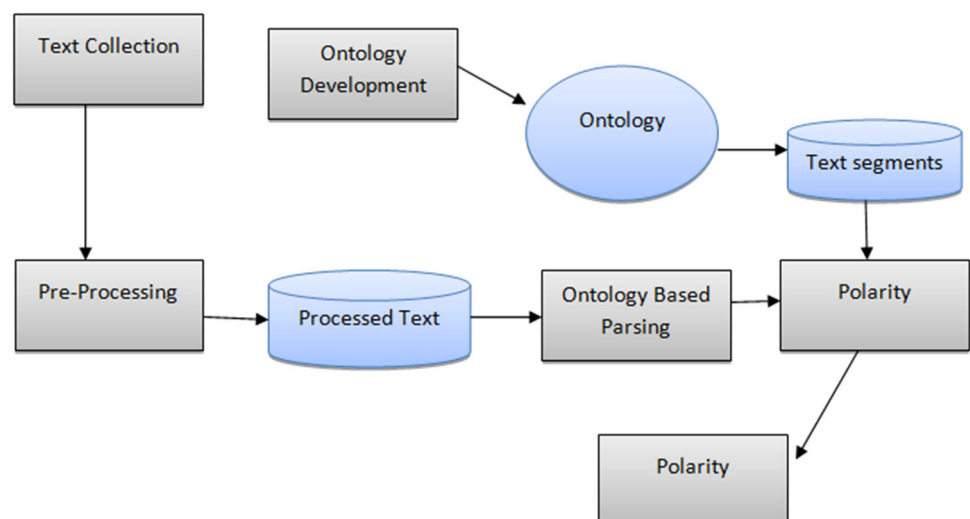 Text Collection
Ontology
Development
Ontology
Text segments
Pre-Processing
Processed Text
Ontology Based
Parsing
Polarity
Polarity